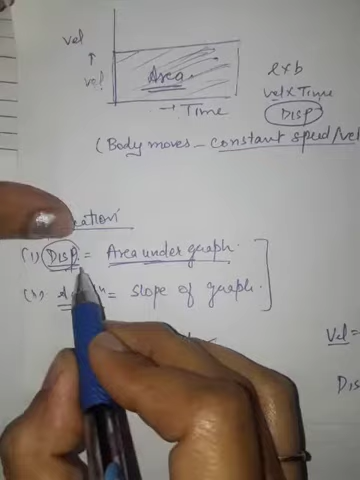 vel
↑
vel
Area
→ Time
l × b
vel × Time
Disp
(Body moves - constant speed/vel
(1) Disp = Area under graph.
= slope of graph.
Vel =
Dis